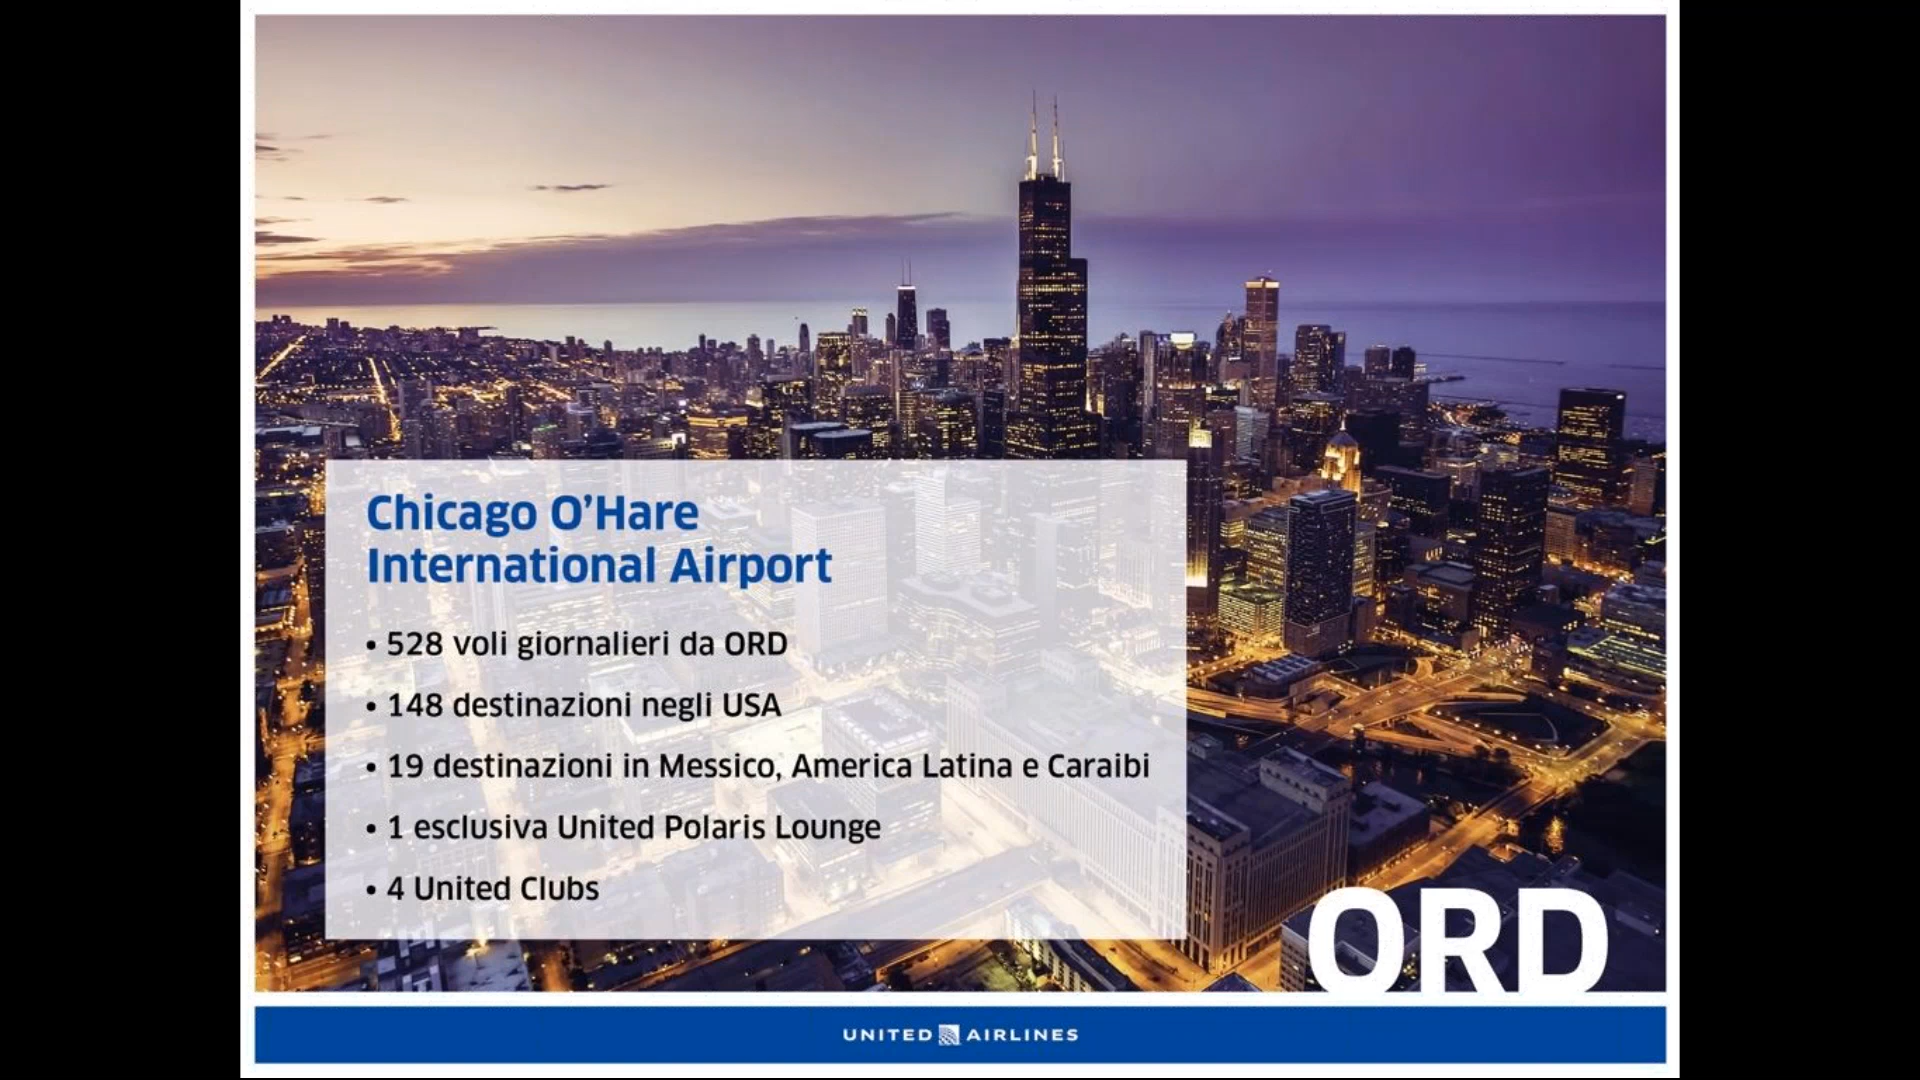 Chicago O’Hare
International Airport
• 528 voli giornalieri da ORD
• 148 destinazioni negli USA
• 19 destinazioni in Messico, America Latina e Caraibi
• 1 esclusiva United Polaris Lounge
• 4 United Clubs
ORD
UNITED AIRLINES